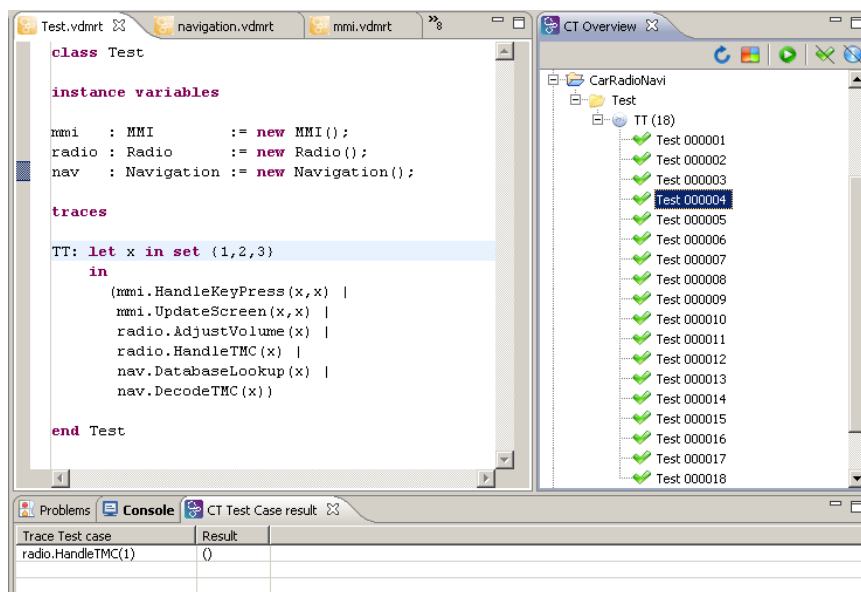 Test.vdmrt
navigation.vdmrt
mmi.vdmrt
»8
class Test
instance variables
mmi : MMI := new MMI();
radio : Radio := new Radio();
nav : Navigation := new Navigation();
traces
TT: let x in set {1,2,3}
in
(mmi.HandleKeyPress(x,x) |
mmi.UpdateScreen(x,x) |
radio.AdjustVolume(x) |
radio.HandleTMC(x) |
nav.DatabaseLookup(x) |
nav.DecodeTMC(x))
end Test
CT Overview
CarRadioNavi
Test
TT (18)
Test 000001
Test 000002
Test 000003
Test 000004
Test 000005
Test 000006
Test 000007
Test 000008
Test 000009
Test 000010
Test 000011
Test 000012
Test 000013
Test 000014
Test 000015
Test 000016
Test 000017
Test 000018
Problems
Console
CT Test Case result
Trace Test case Result
radio.HandleTMC(1) ()